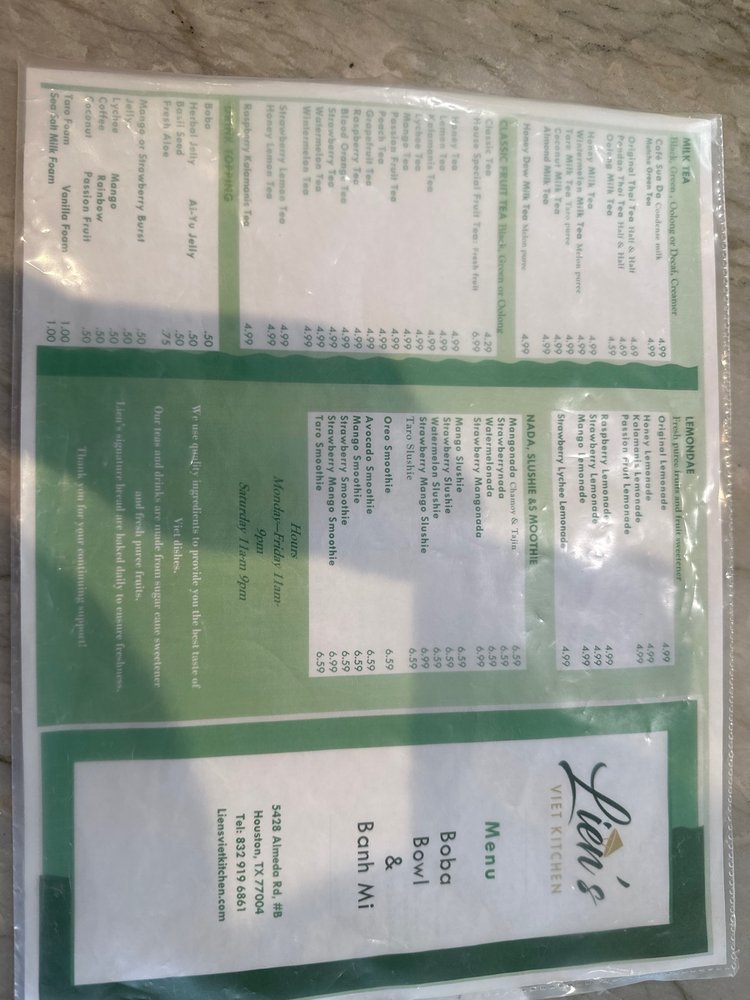 MILK TEA
Black, Green, Oolong or Decaf, Creamer
Café Sua Da Condense milk 4.99
Matcha Green Tea 4.99
Original Thai Tea Half & Half 4.69
Pandan Thai Tea Half & Half 4.69
Oolong Milk Tea 4.59
Honey Milk Tea 4.99
Wintermelon Milk Tea Melon puree 4.99
Taro Milk Tea Taro puree 4.99
Coconut Milk Tea 4.99
Almond Milk Tea 4.99
Honey Dew Milk Tea Melon puree 4.99
CLASSIC FRUIT TEA Black, Green or Oolong
Classic Tea 4.29
House Special Fruit Tea: Fresh fruit 6.99
Honey Tea 4.99
Lemon Tea 4.99
Kalamanis Tea 4.99
Lychee Tea 4.99
Mango Tea 4.99
Passion Fruit Tea 4.99
Peach Tea 4.99
Grapefruit Tea 4.99
Raspberry Tea 4.99
Blood Orange Tea 4.99
Strawberry Tea 4.99
Watermelon Tea 4.99
Wintermelon Tea 4.99
Strawberry Lemon Tea 4.99
Honey Lemon Tea 4.99
Raspberry Kalamanis Tea 4.99
DRINK TOPPING
Boba .50
Herbal Jelly Ai-Yu Jelly .50
Basil Seed .50
Fresh Aloe .75
Mango or Strawberry Burst .50
Jelly: .50
Lychee Mango .50
Coffee Rainbow .50
Coconut Passion Fruit .50
Taro Foam Vanilla Foam 1.00
Sea Salt Milk Foam 1.00
LEMONDAE
Fresh puree fruits and fruit sweetener
Original Lemonade 4.99
Honey Lemonade 4.99
Kalamanis Lemonade 4.99
Passion Fruit Lemonade
Raspberry Lemonade 4.99
Strawberry Lemonade 4.99
Mango Lemonade 4.99
Strawberry Lychee Lemonade 4.99
NADA, SLUSHIE &S MOOTHIE
Mangonada Chamoy & Tajin 6.59
Strawberrynada 6.59
Watermelonada 6.59
Strawberry Mangonada 6.99
Mango Slushie 6.59
Strawberry Slushie 6.59
Watermelon Slushie 6.59
Strawberry Mango Slushie 6.99
Taro Slushie 6.59
Oreo Smoothie 6.59
Avocado Smoothie 6.59
Mango Smoothie 6.59
Strawberry Smoothie 6.59
Strawberry Mango Smoothie 6.99
Taro Smoothie 6.59
Hours
Monday–Friday 11am-
9pm
Saturday 11am-9pm
We use quality ingredients to provide you the best taste of
Viet dishes.
Our teas and drinks are made from sugar cane sweetener
and fresh puree fruits.
Lien's signature bread are baked daily to ensure freshness.
Thank you for your continuing support!
Lien's
VIET KITCHEN
Menu
Boba
Bowl
&
Banh Mi
5428 Almeda Rd, #B
Houston, TX 77004
Tel: 832 919 6861
Liensvietkitchen.com